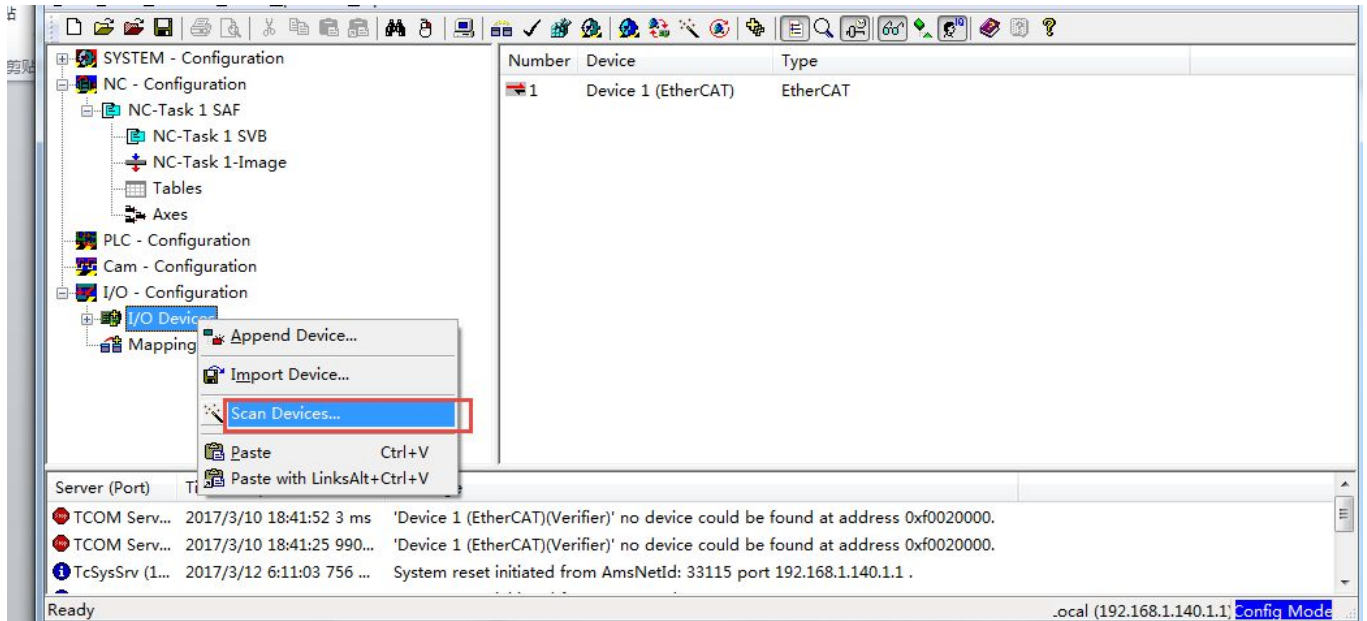 站
剪贴
SYSTEM - Configuration
NC - Configuration
NC-Task 1 SAF
NC-Task 1 SVB
NC-Task 1-Image
Tables
Axes
PLC - Configuration
Cam - Configuration
I/O - Configuration
I/O Devices
Mapping
Number Device Type
1 Device 1 (EtherCAT) EtherCAT
Append Device...
Import Device...
Scan Devices...
Paste Ctrl+V
Paste with LinksAlt+Ctrl+V
Server (Port)
TCOM Serv... 2017/3/10 18:41:52 3 ms 'Device 1 (EtherCAT)(Verifier)' no device could be found at address 0xf0020000.
TCOM Serv... 2017/3/10 18:41:25 990... 'Device 1 (EtherCAT)(Verifier)' no device could be found at address 0xf0020000.
TcSysSrv (1... 2017/3/12 6:11:03 756 ... System reset initiated from AmsNetId: 33115 port 192.168.1.140.1.1 .
Ready ocal (192.168.1.140.1.1) Config Mode